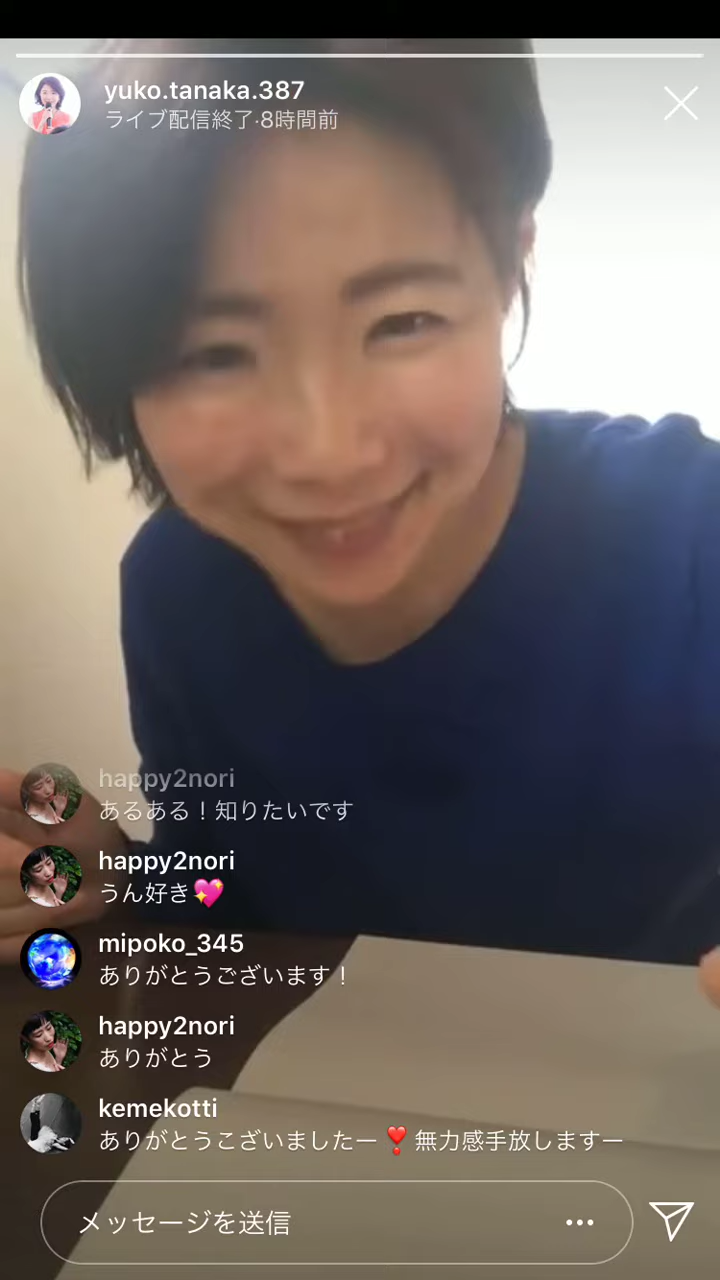 yuko.tanaka.387
ライブ配信終了·8時間前
happy2nori
あるある！知りたいです
happy2nori
うん好き💖
mipoko_345
ありがとうございます！
happy2nori
ありがとう
kemekotti
ありがとうこざいましたー❣️無力感手放しますー
メッセージを送信